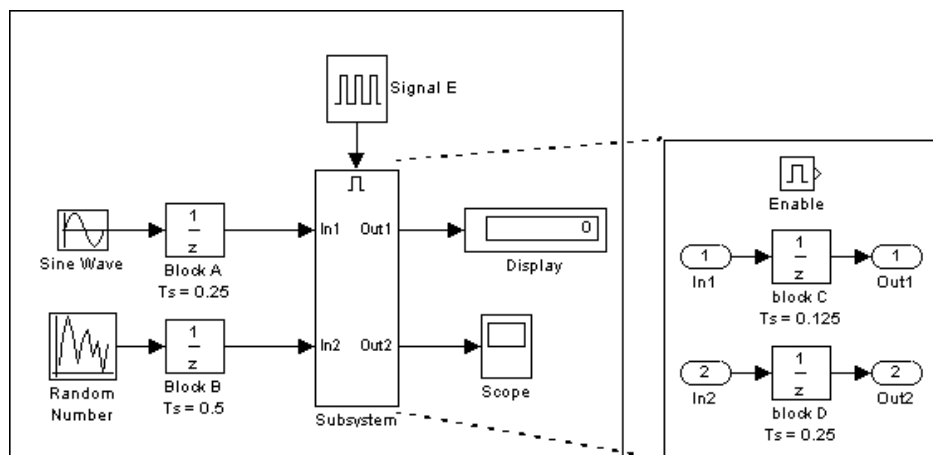 Signal E
In1
Out1
0
Sine Wave
1
z
Block A
Ts = 0.25
Display
Random
Number
1
z
Block B
Ts = 0.5
In2
Out2
Scope
Subsystem
Enable
1
In1
1
z
block C
Ts = 0.125
1
Out1
2
In2
1
z
block D
Ts = 0.25
2
Out2